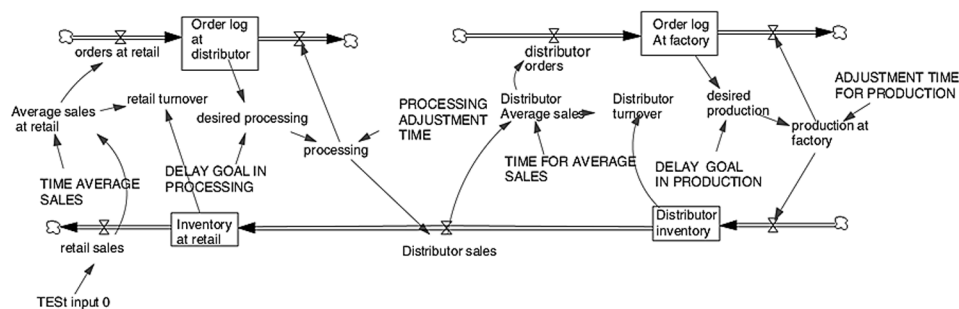 Order log
at
distributor
orders at retail
Order log
At factory
distributor
orders
Average sales
at retail
retail turnover
desired processing
PROCESSING
ADJUSTMENT
TIME
processing
Distributor
Average sales
Distributor
turnover
desired
production
ADJUSTMENT TIME
FOR PRODUCTION
production at
factory
TIME AVERAGE
SALES
DELAY GOAL IN
PROCESSING
TIME FOR AVERAGE
SALES
DELAY GOAL
IN PRODUCTION
retail sales
Inventory
at retail
Distributor sales
Distributor
inventory
TESt input 0